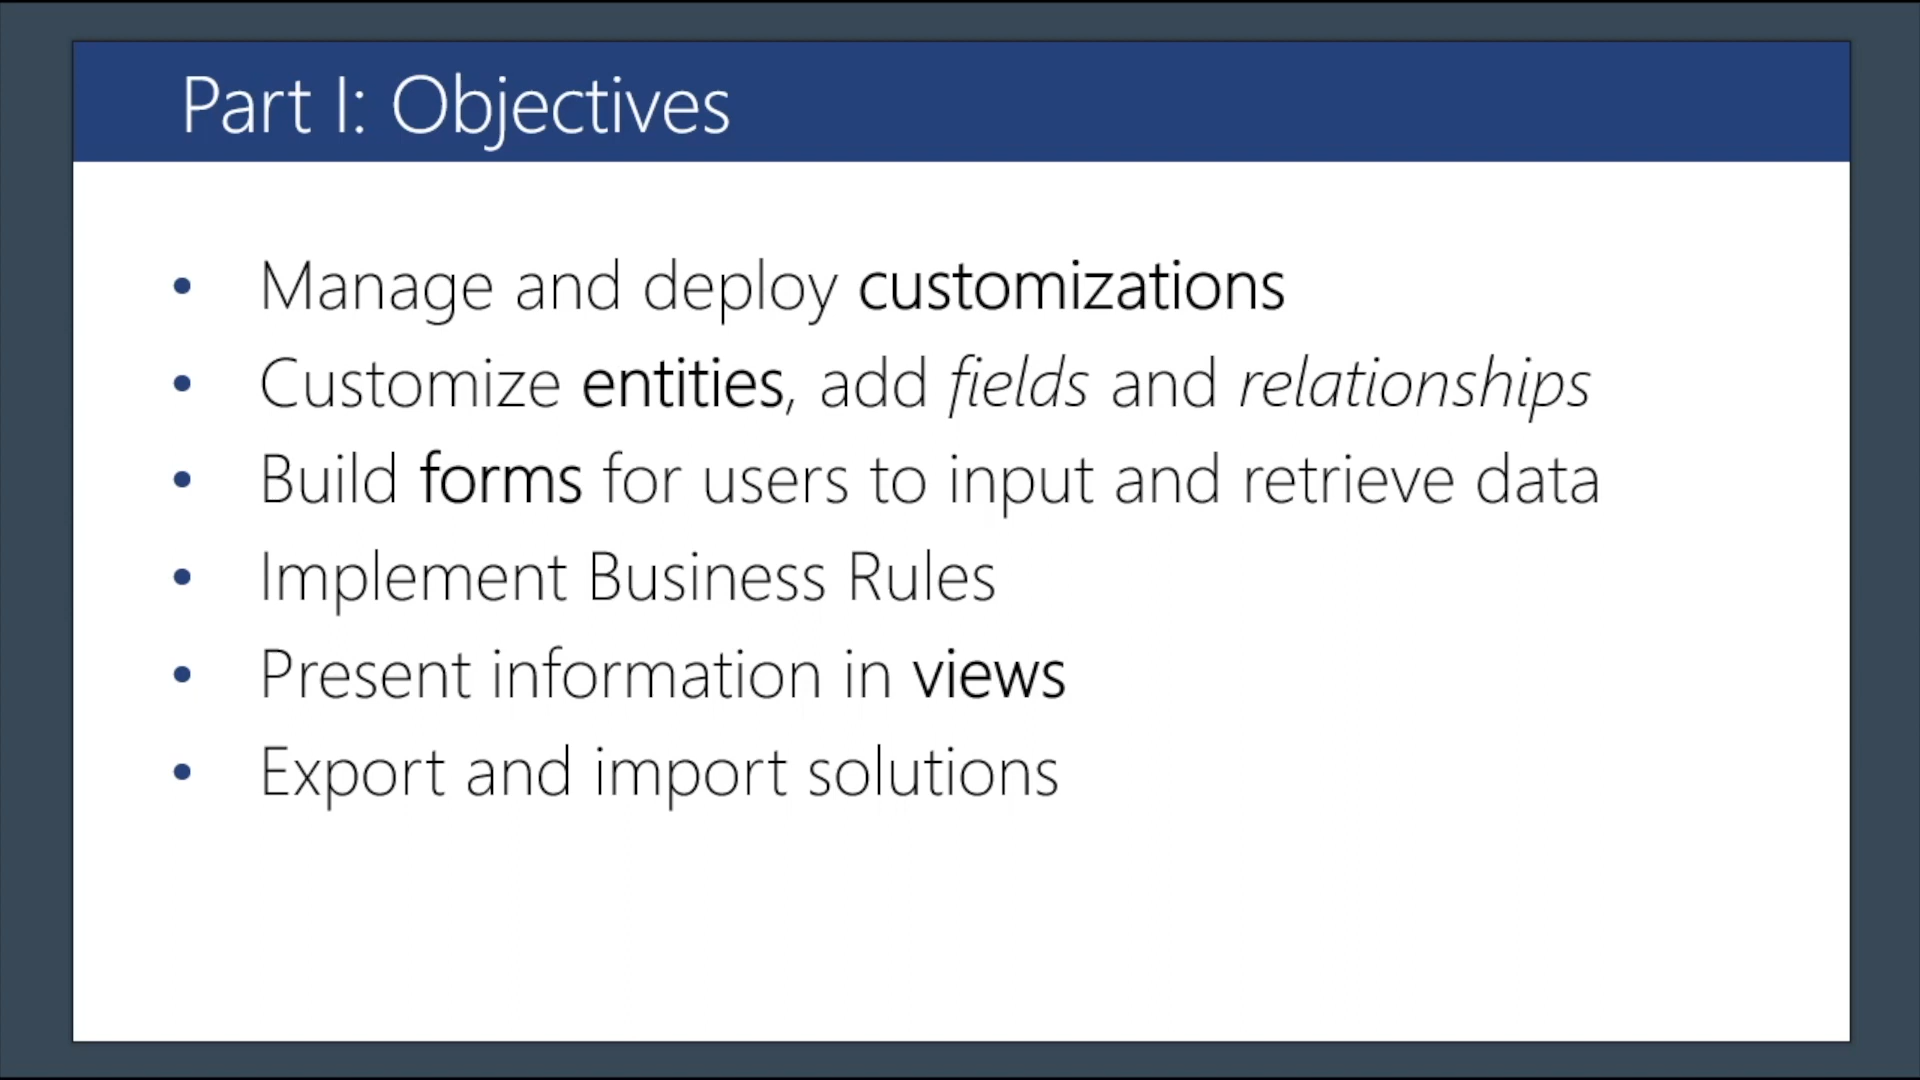 Part I: Objectives
• Manage and deploy customizations
• Customize entities, add fields and relationships
• Build forms for users to input and retrieve data
• Implement Business Rules
• Present information in views
• Export and import solutions